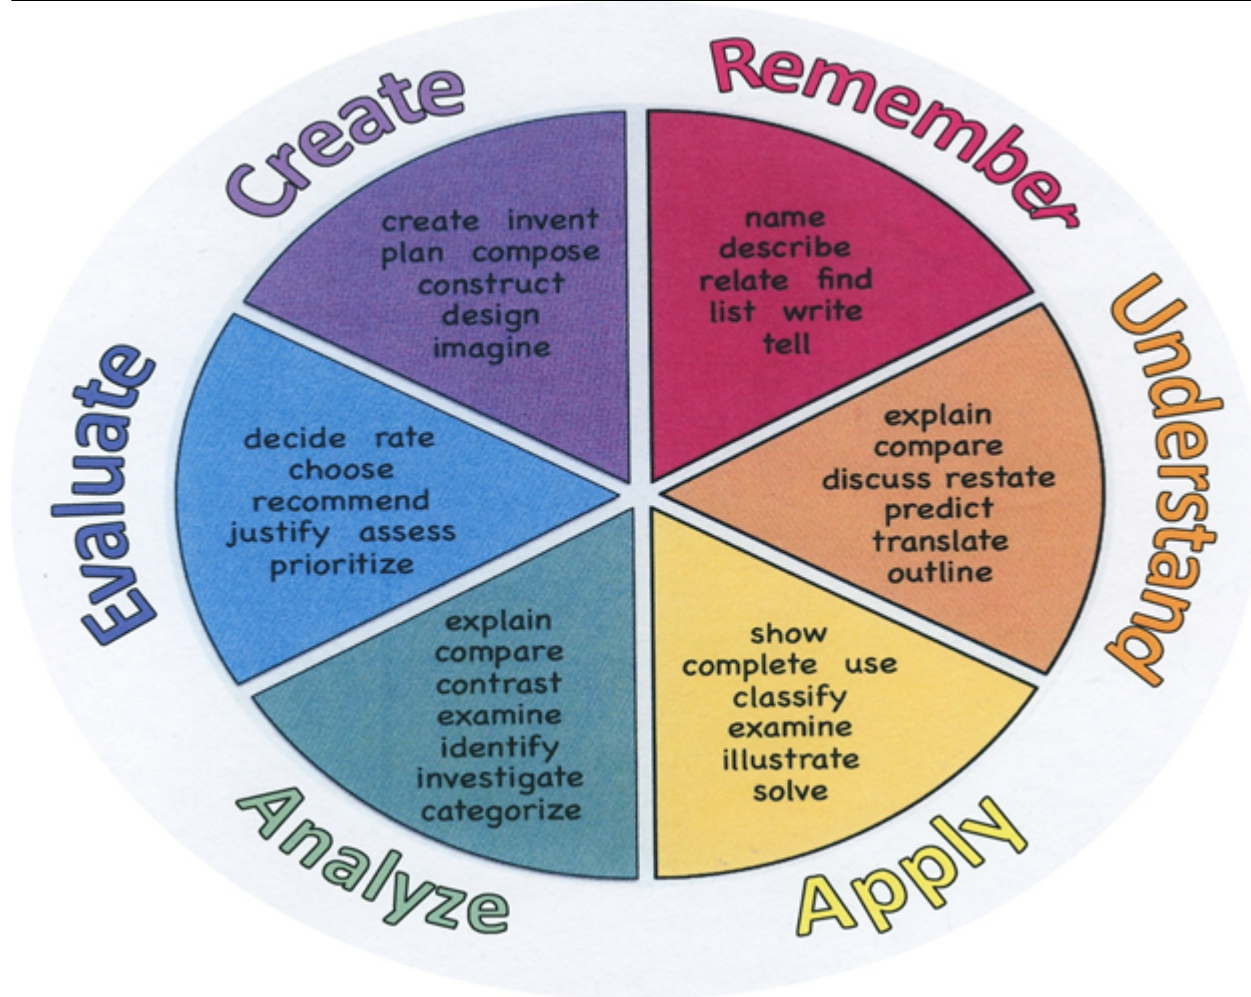 Remember
name
describe
relate find
list write
tell
Understand
explain
compare
discuss restate
predict
translate
outline
Apply
show
complete use
classify
examine
illustrate
solve
Analyze
explain
compare
contrast
examine
identify
investigate
categorize
Evaluate
decide rate
choose
recommend
justify assess
prioritize
Create
create invent
plan compose
construct
design
imagine